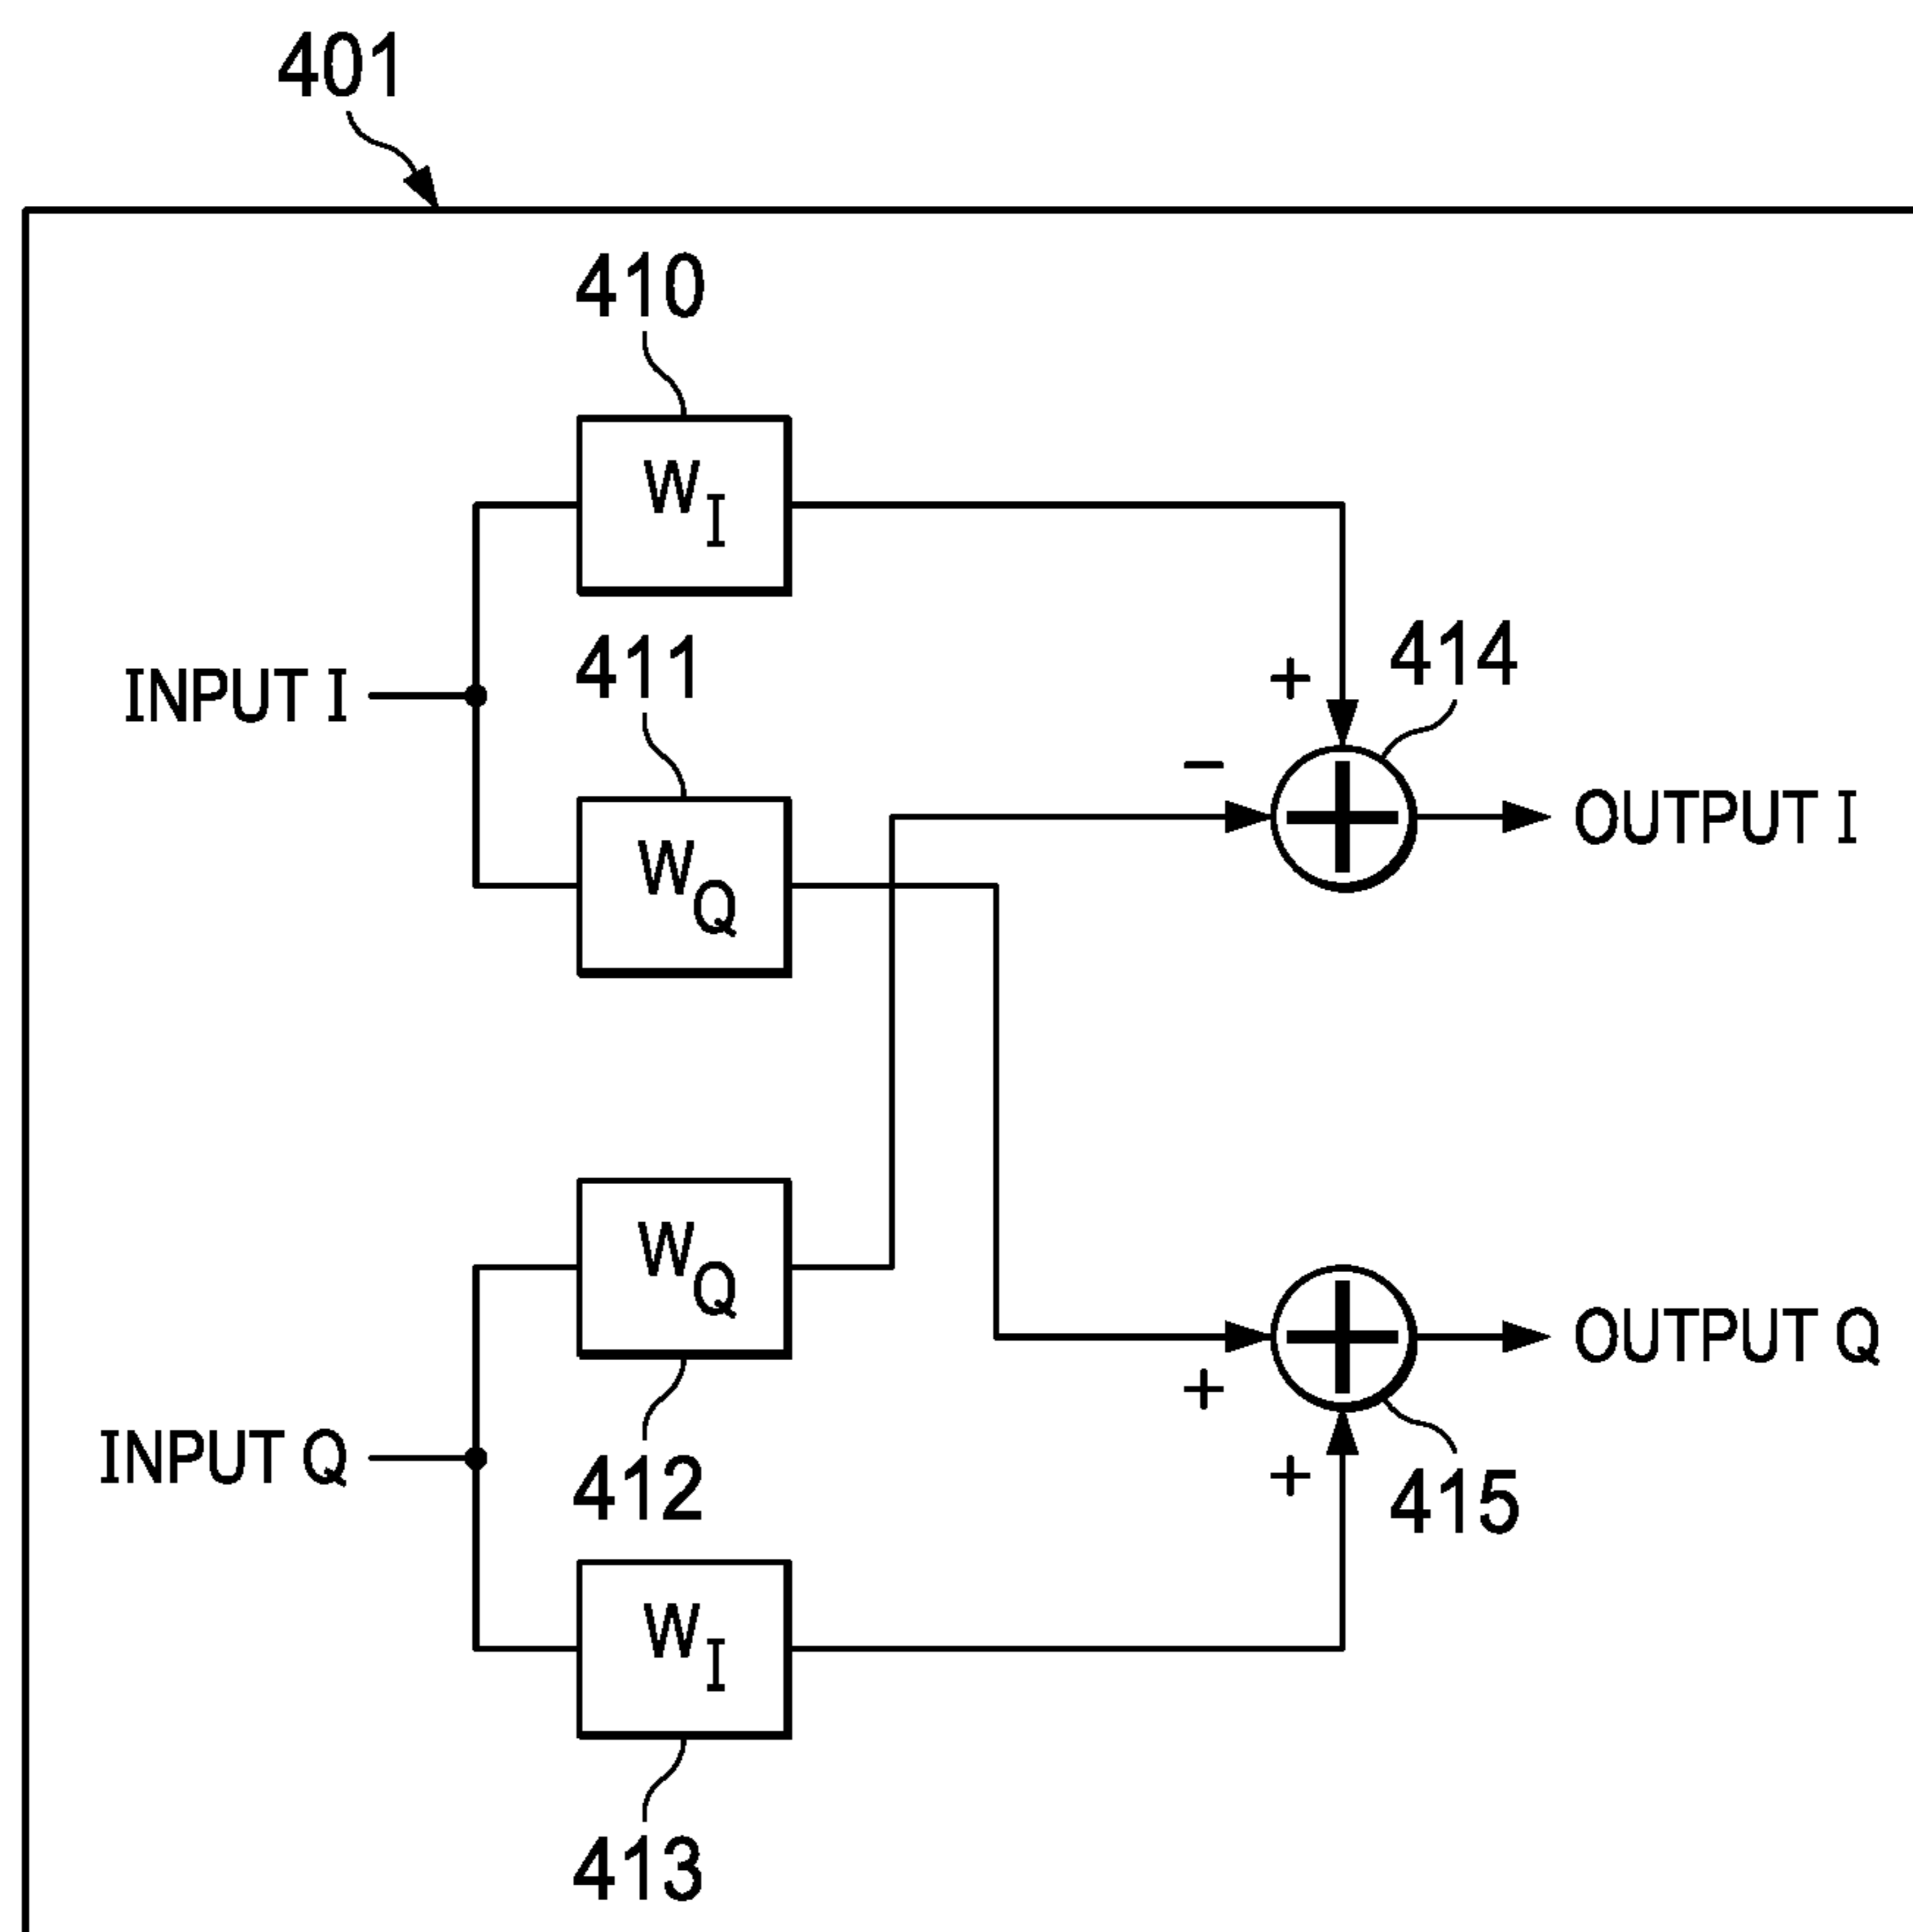 401
410
W_I
411
INPUT I
+
414
−
OUTPUT I
W_Q
W_Q
OUTPUT Q
+
INPUT Q
412
+
415
W_I
413